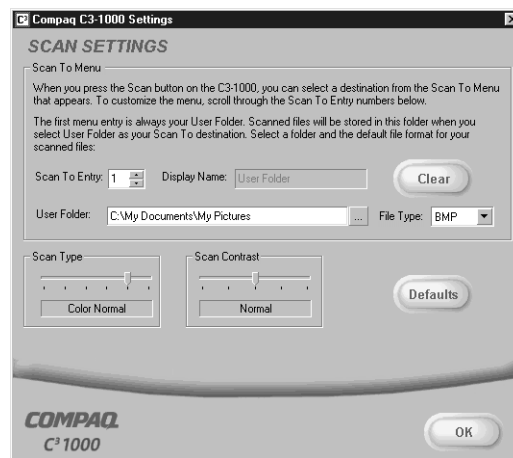 C3 Compaq C3-1000 Settings
SCAN SETTINGS
Scan To Menu
When you press the Scan button on the C3-1000, you can select a destination from the Scan To Menu
that appears. To customize the menu, scroll through the Scan To Entry numbers below.
The first menu entry is always your User Folder. Scanned files will be stored in this folder when you
select User Folder as your Scan To destination. Select a folder and the default file format for your
scanned files:
Scan To Entry: 1 Display Name: User Folder Clear
User Folder: C:\My Documents\My Pictures ... File Type: BMP
Scan Type Scan Contrast
Color Normal Normal Defaults
COMPAQ
C³ 1000
OK